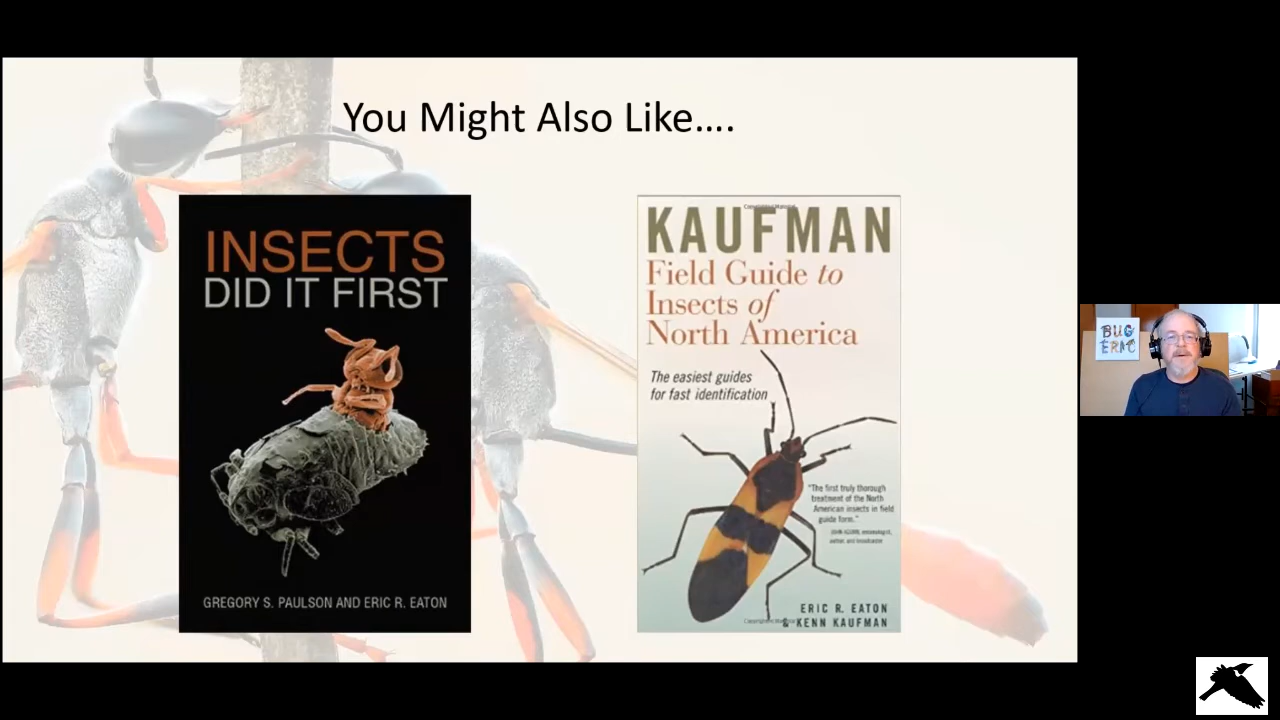 You Might Also Like....
INSECTS
DID IT FIRST
GREGORY S. PAULSON AND ERIC R. EATON
KAUFMAN
Field Guide to
Insects of
North America
The easiest guides
for fast identification
"The first truly thorough
treatment of the North
American insects in field
guide form."
ERIC R. EATON
& KENN KAUFMAN
BUG
ERIC